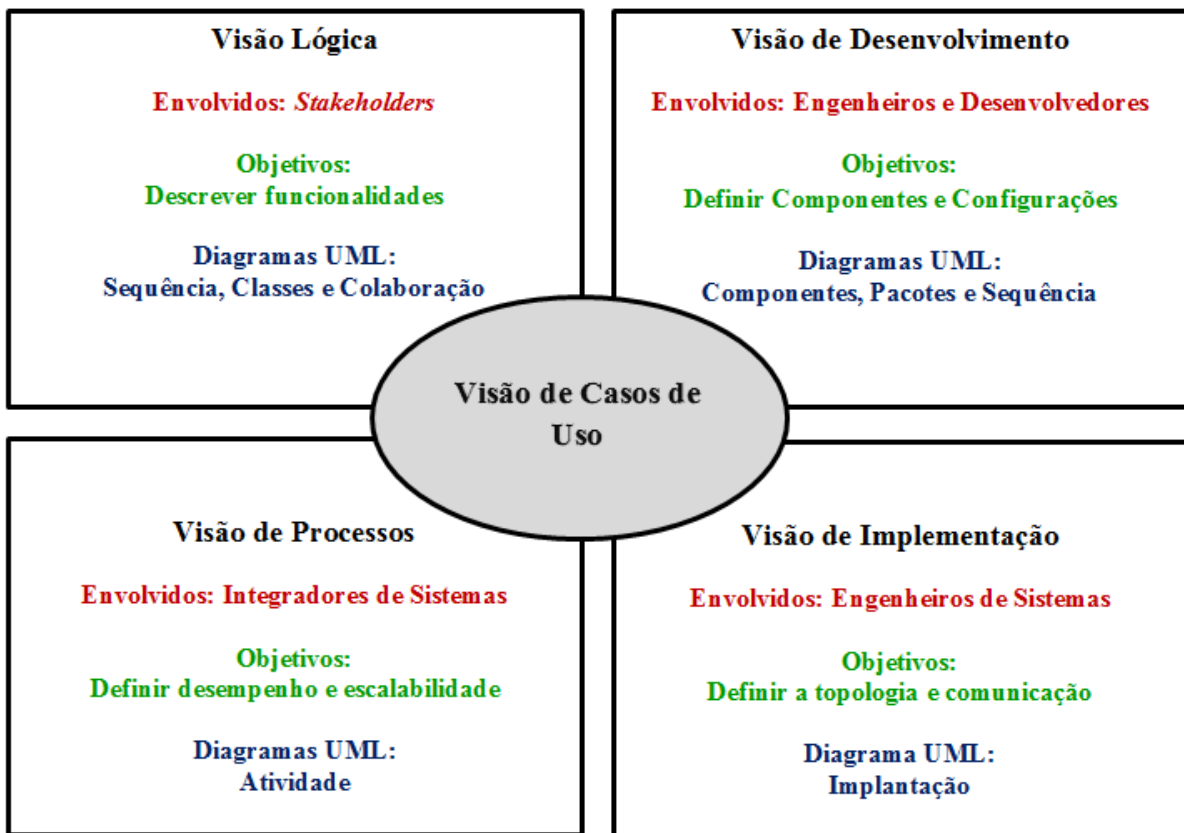 Visão Lógica
Envolvidos: Stakeholders
Objetivos:
Descrever funcionalidades
Diagramas UML:
Sequência, Classes e Colaboração
Visão de Desenvolvimento
Envolvidos: Engenheiros e Desenvolvedores
Objetivos:
Definir Componentes e Configurações
Diagramas UML:
Componentes, Pacotes e Sequência
Visão de Casos de
Uso
Visão de Processos
Envolvidos: Integradores de Sistemas
Objetivos:
Definir desempenho e escalabilidade
Diagramas UML:
Atividade
Visão de Implementação
Envolvidos: Engenheiros de Sistemas
Objetivos:
Definir a topologia e comunicação
Diagrama UML:
Implantação